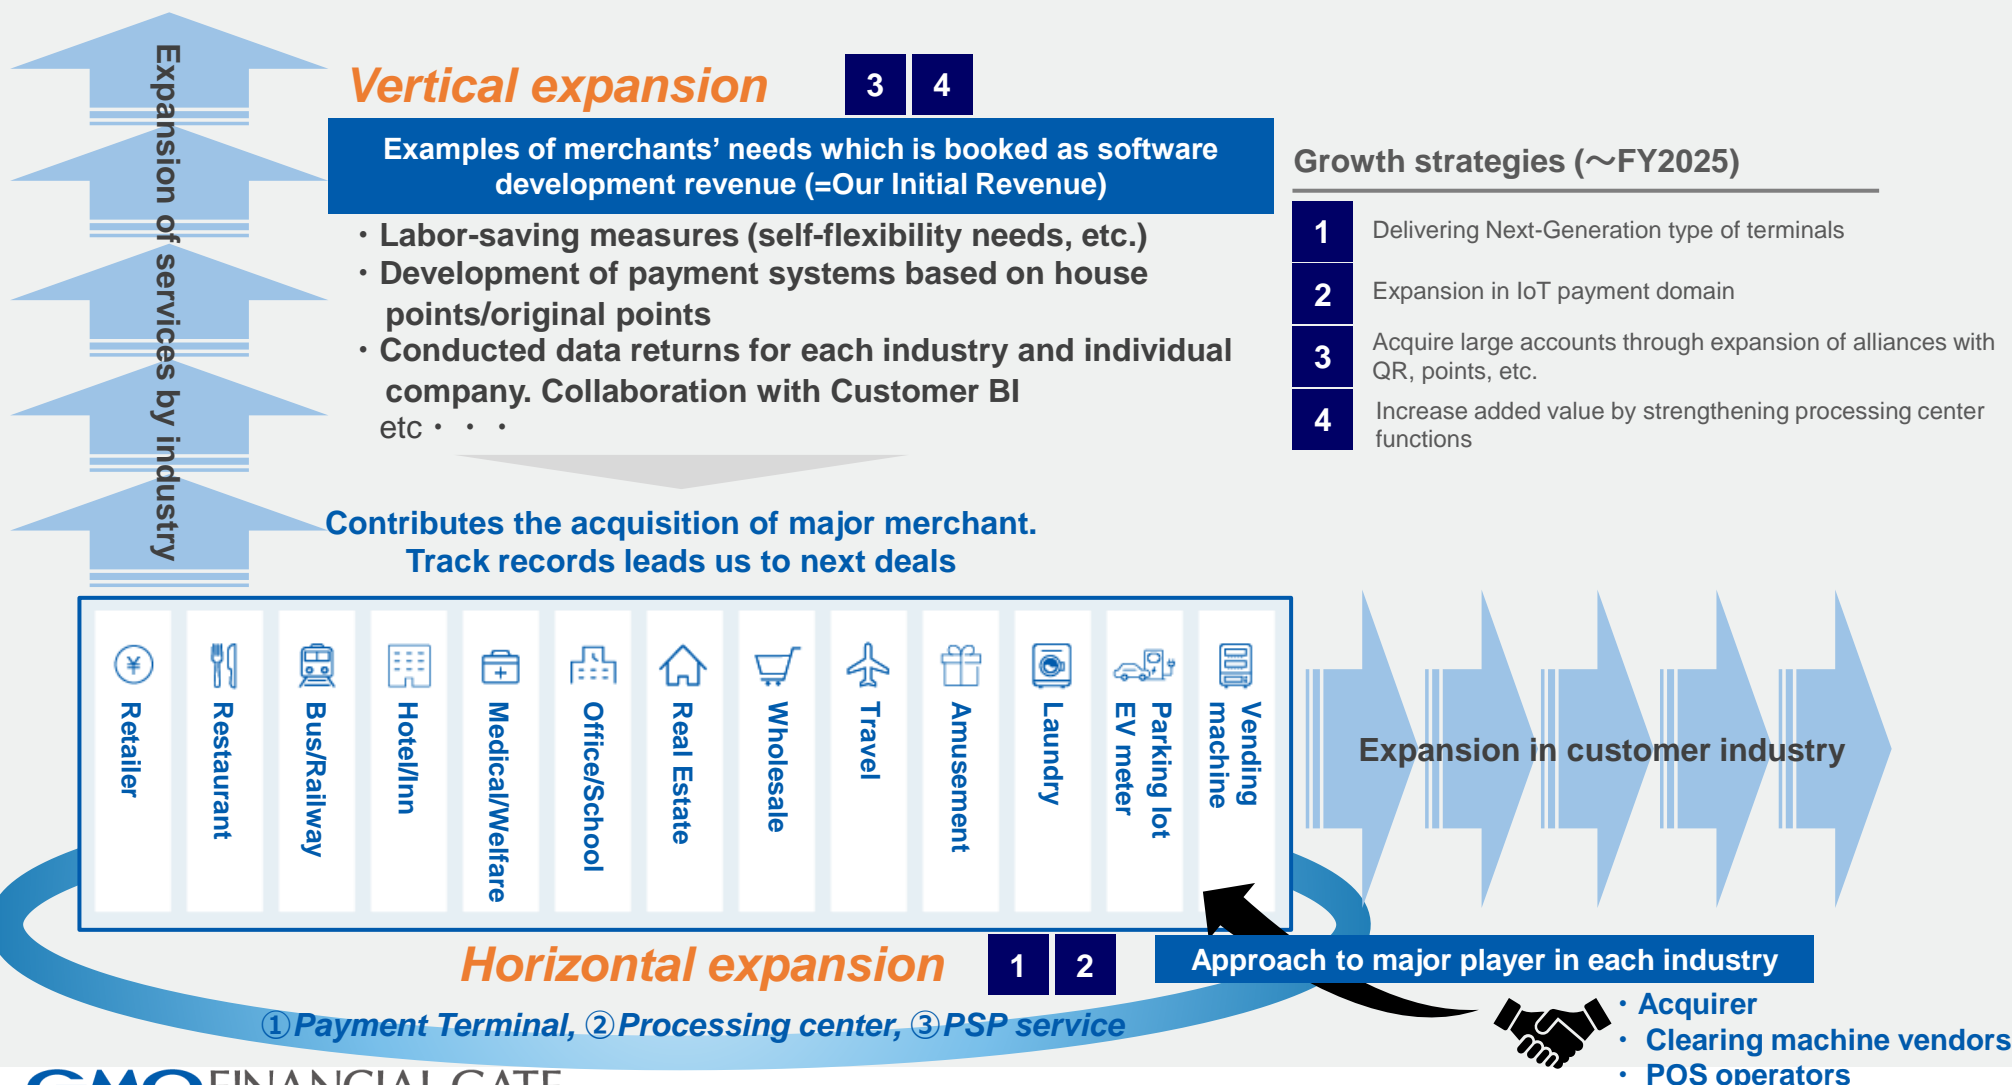 Expansion of services by industry
Vertical expansion
3 4
Examples of merchants’ needs which is booked as software
development revenue (=Our Initial Revenue)
・Labor-saving measures (self-flexibility needs, etc.)
・Development of payment systems based on house
points/original points
・Conducted data returns for each industry and individual
company. Collaboration with Customer BI
etc・・・
Contributes the acquisition of major merchant.
Track records leads us to next deals
Growth strategies (～FY2025)
1 Delivering Next-Generation type of terminals
2 Expansion in IoT payment domain
3 Acquire large accounts through expansion of alliances with
QR, points, etc.
4 Increase added value by strengthening processing center
functions
¥
Retailer
Restaurant
Bus/Railway
Hotel/Inn
Medical/Welfare
Office/School
Real Estate
Wholesale
Travel
Amusement
Laundry
Parking lot
EV meter
Vending
machine
Expansion in customer industry
Horizontal expansion
1 2
①Payment Terminal, ②Processing center, ③PSP service
Approach to major player in each industry
・Acquirer
・Clearing machine vendors
・POS operators
GMO FINANCIAL GATE